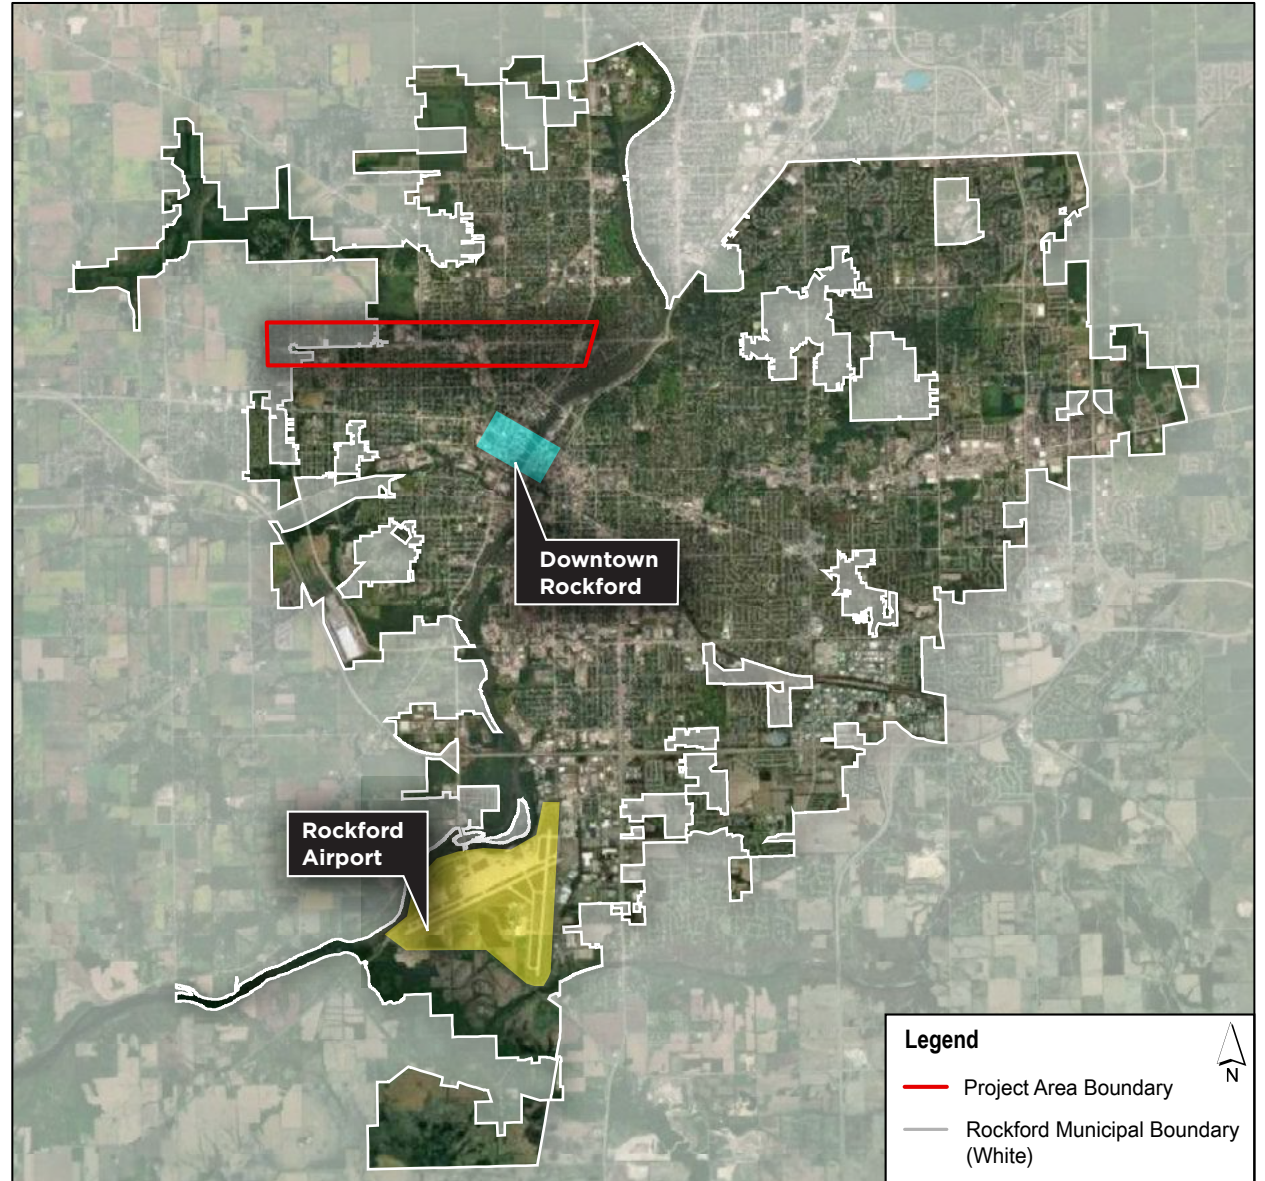 Downtown
Rockford
Rockford
Airport
Legend
N
Project Area Boundary
Rockford Municipal Boundary
(White)